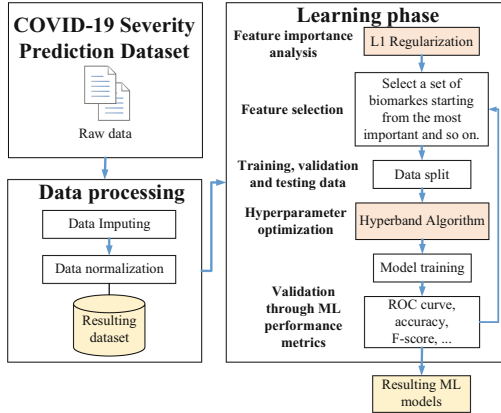 COVID-19 Severity
Prediction Dataset
Raw data
Data processing
Data Imputing
Data normalization
Resulting
dataset
Learning phase
Feature importance
analysis
L1 Regularization
Feature selection
Select a set of
biomarkes starting
from the most
important and so on.
Training, validation
and testing data
Data split
Hyperparameter
optimization
Hyperband Algorithm
Model training
Validation
through ML
performance
metrics
ROC curve,
accuracy,
F-score, ...
Resulting ML
models